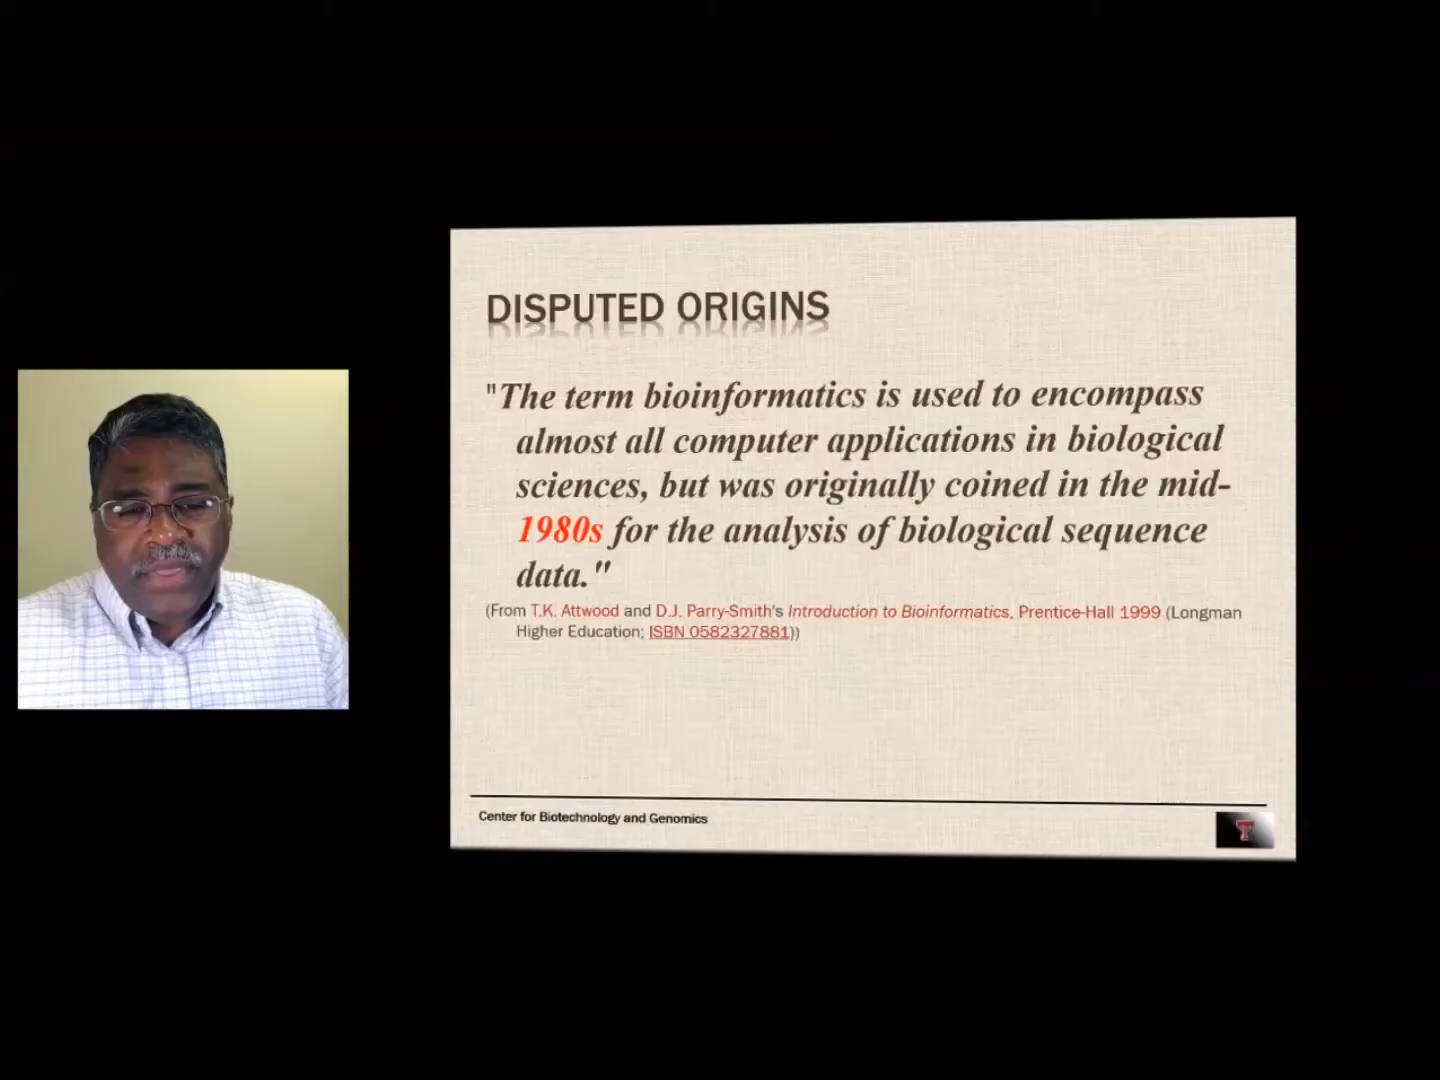 DISPUTED ORIGINS
"The term bioinformatics is used to encompass
almost all computer applications in biological
sciences, but was originally coined in the mid-
1980s for the analysis of biological sequence
data."
(From T.K. Attwood and D.J. Parry-Smith's Introduction to Bioinformatics, Prentice-Hall 1999 (Longman
Higher Education; ISBN 0582327881))
Center for Biotechnology and Genomics
T